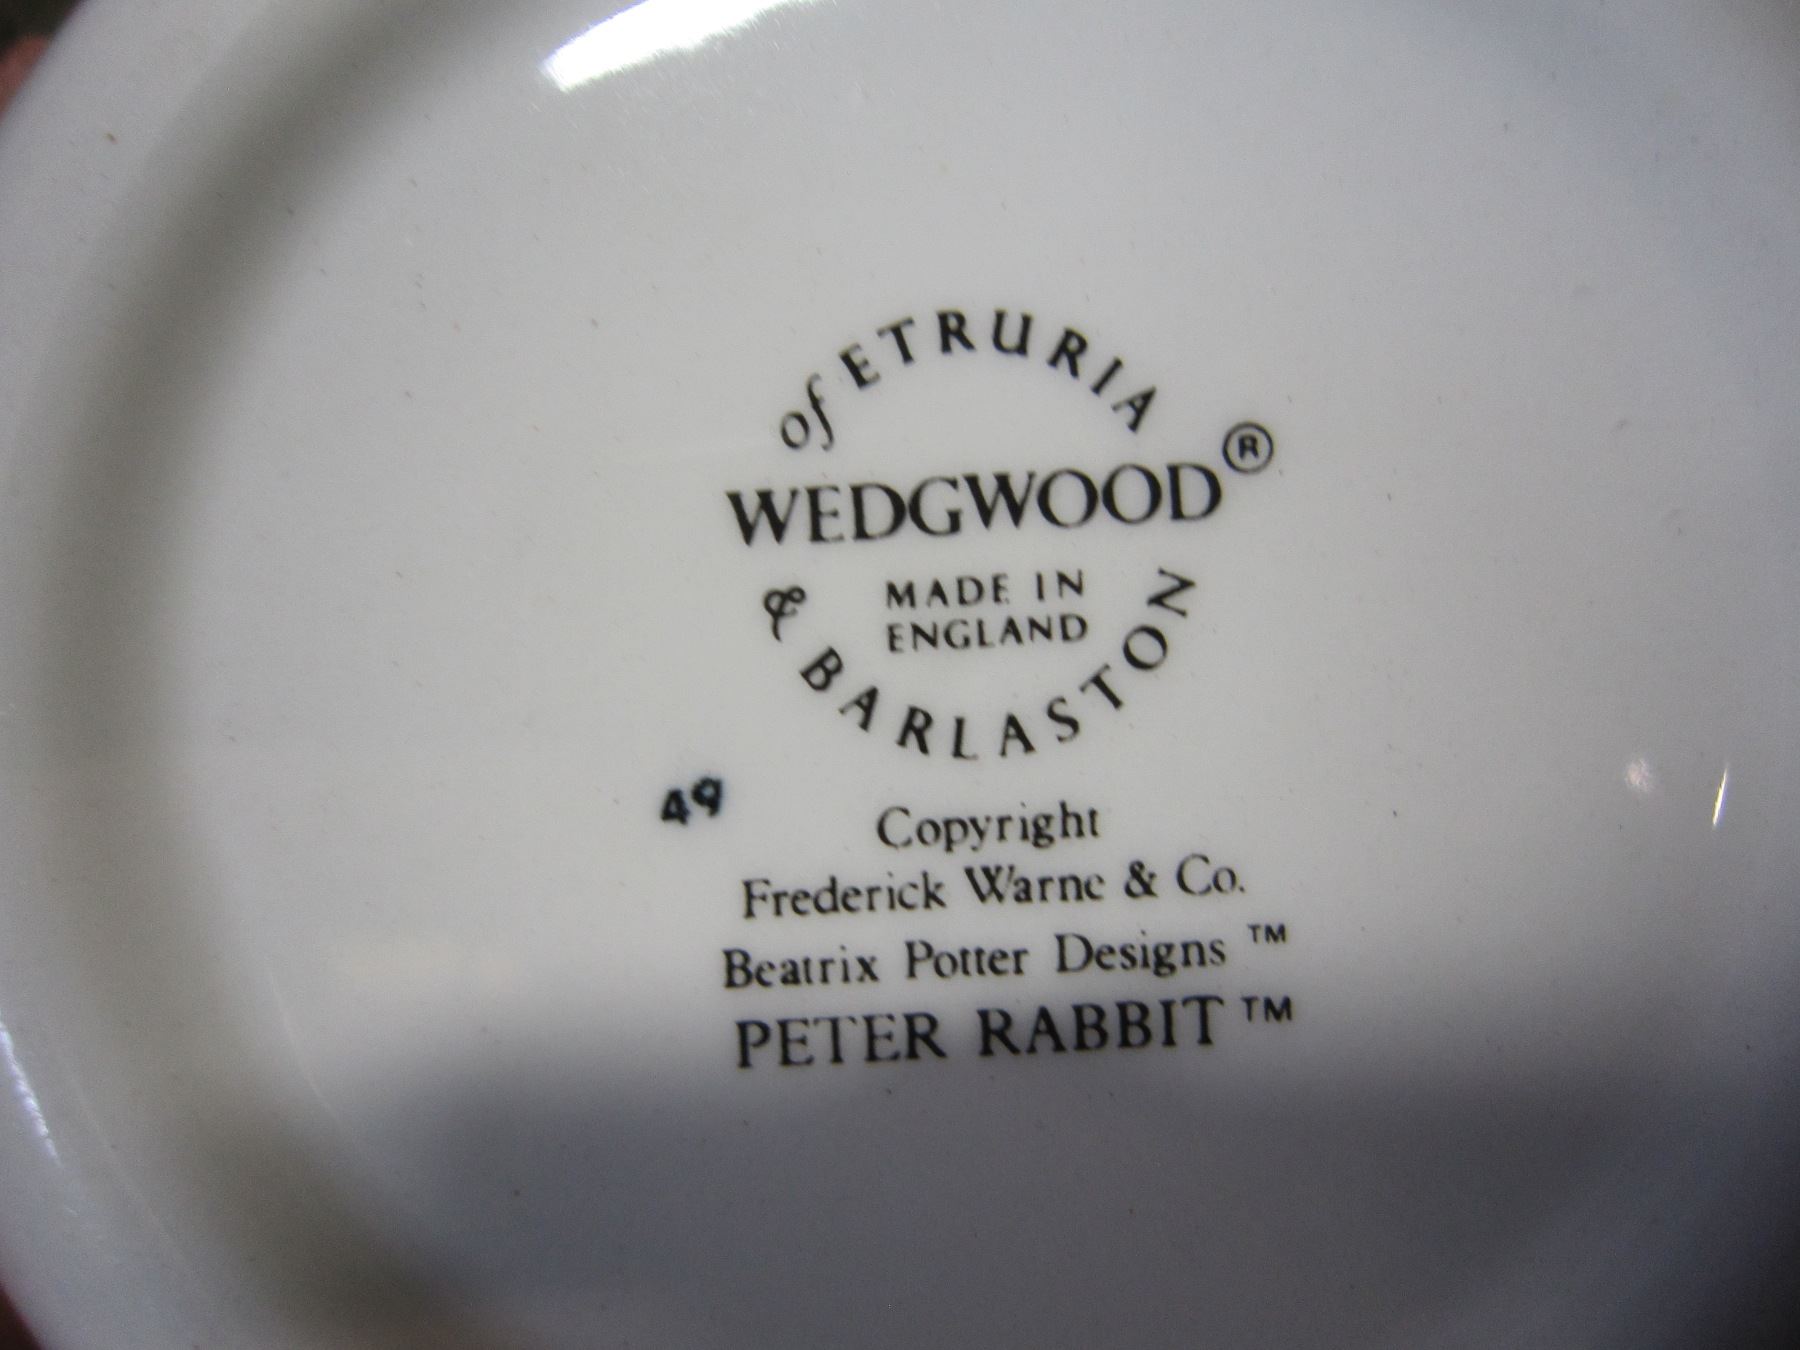 of ETRURIA
WEDGWOOD®
MADE IN
ENGLAND
& BARLASTON
49
Copyright
Frederick Warne & Co.
Beatrix Potter Designs ™
PETER RABBIT ™